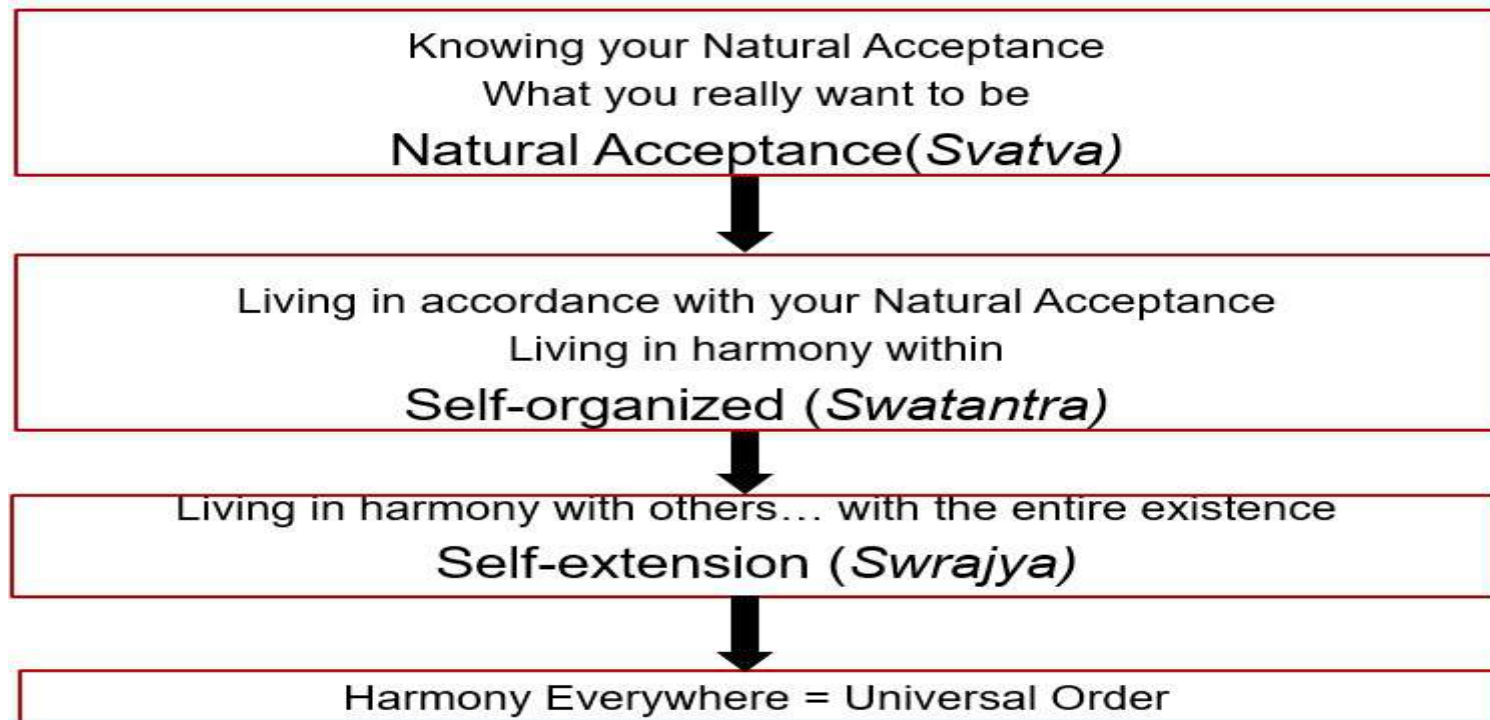 Knowing your Natural Acceptance
What you really want to be
Natural Acceptance(Svatva)
Living in accordance with your Natural Acceptance
Living in harmony within
Self-organized (Swatantra)
Living in harmony with others... with the entire existence
Self-extension (Swrajya)
Harmony Everywhere = Universal Order